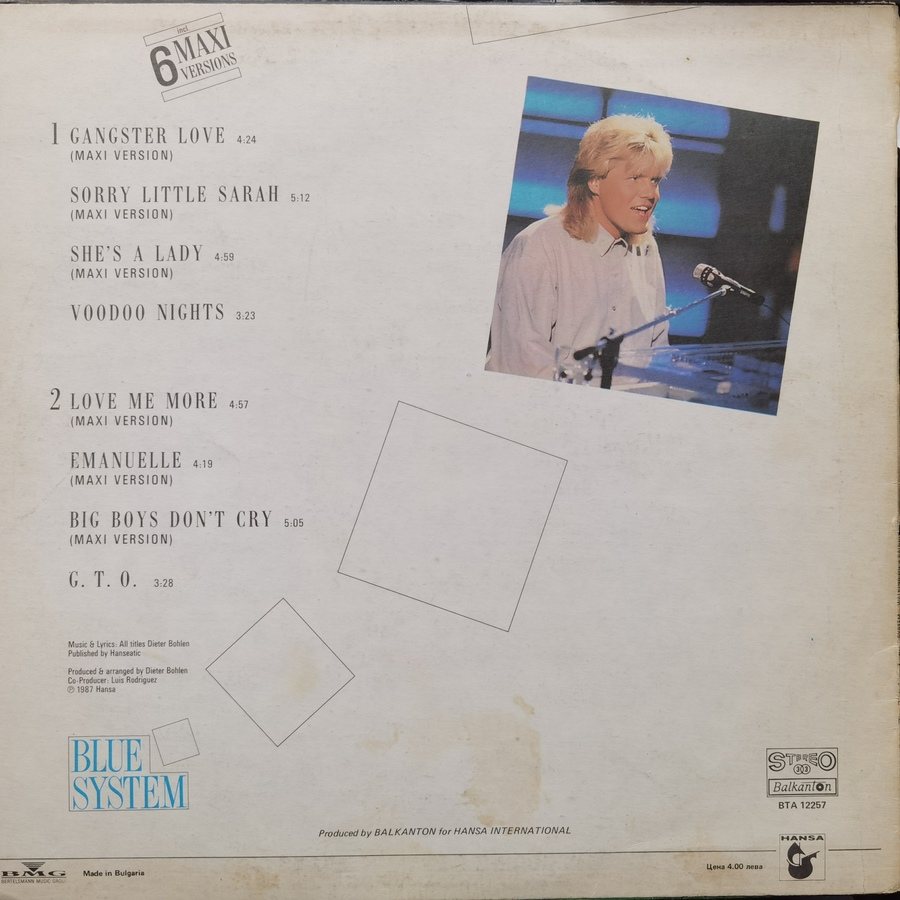 incl
6 MAXI
VERSIONS
1 GANGSTER LOVE 4:24
(MAXI VERSION)
SORRY LITTLE SARAH 5:12
(MAXI VERSION)
SHE'S A LADY 4:59
(MAXI VERSION)
VOODOO NIGHTS 3:23
2 LOVE ME MORE 4:57
(MAXI VERSION)
EMANUELLE 4:19
(MAXI VERSION)
BIG BOYS DON'T CRY 5:05
(MAXI VERSION)
G. T. O. 3:28
Music & Lyrics: All titles Dieter Bohlen
Published by Hanseatic
Produced & arranged by Dieter Bohlen
Co-Producer: Luis Rodriguez
℗ 1987 Hansa
BLUE
SYSTEM
STEREO
33
Balkanton
BTA 12257
Produced by BALKANTON for HANSA INTERNATIONAL
HANSA
BMG
BERTELSMANN MUSIC GROUP
Made in Bulgaria
Цена 4.00 лева